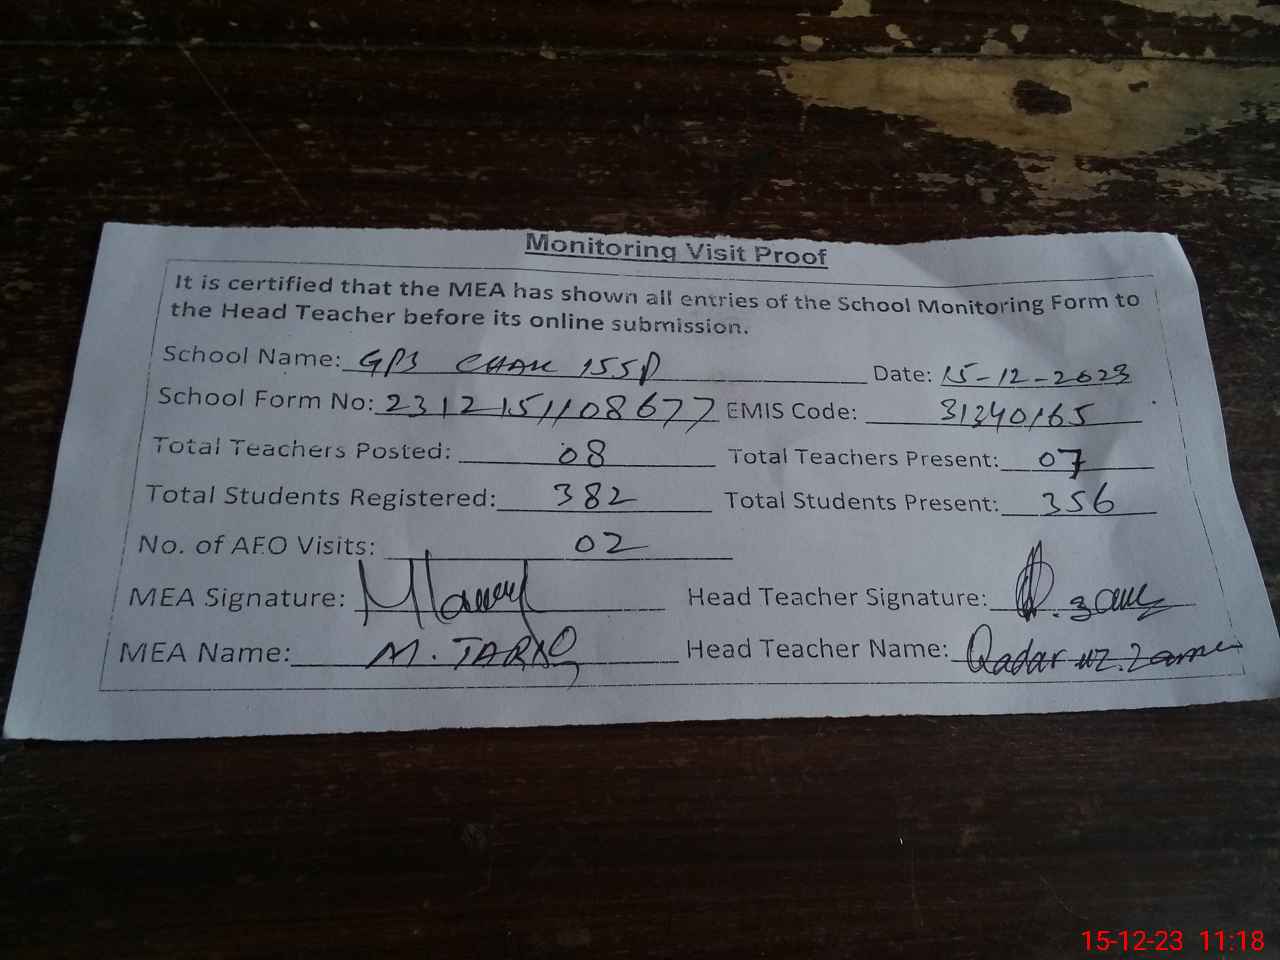 Monitoring Visit Proof
It is certified that the MEA has shown all entries of the School Monitoring Form to
the Head Teacher before its online submission.
School Name: GPS CHAK 155P Date: 15-12-2023
School Form No: 2312151108677 EMIS Code: 31340165
Total Teachers Posted: 08 Total Teachers Present: 07
Total Students Registered: 382 Total Students Present: 356
No. of AEO Visits: 02
MEA Signature: Head Teacher Signature:
MEA Name: M. TARIQ Head Teacher Name: Qadar uz. Zaman
15-12-23 11:18